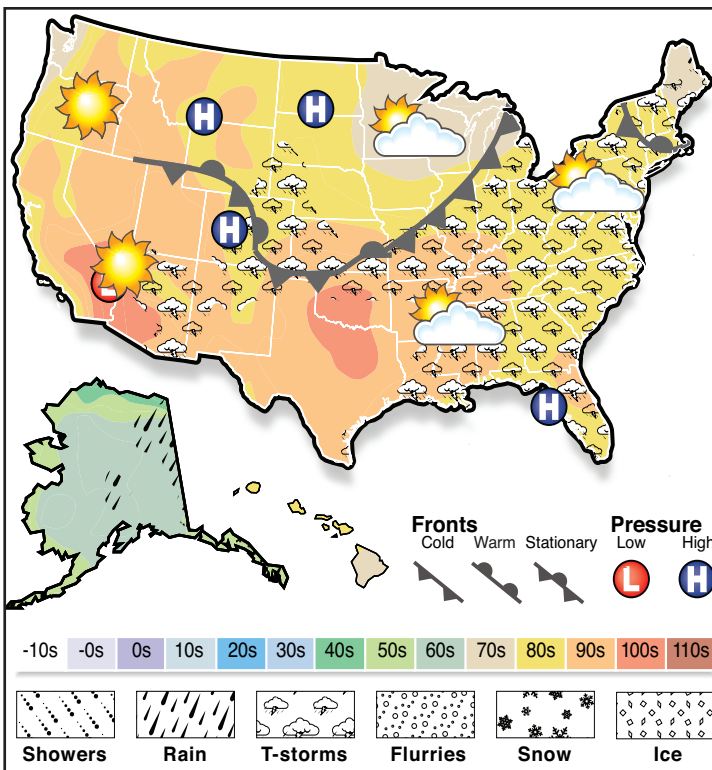 H
H
H
L
H
Fronts
Cold Warm Stationary
Pressure
Low High
L H
-10s -0s 0s 10s 20s 30s 40s 50s 60s 70s 80s 90s 100s 110s
Showers Rain T-storms Flurries Snow Ice